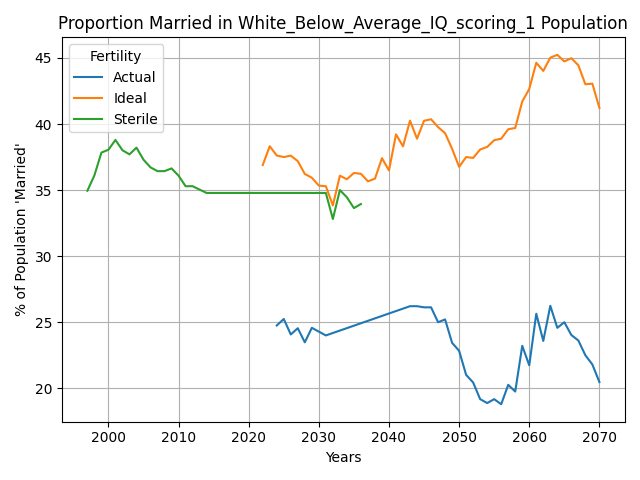 Proportion Married in White_Below_Average_IQ_scoring_1 Population
Fertility
Actual
Ideal
Sterile
% of Population 'Married'
45
40
35
30
25
20
2000
2010
2020
2030
2040
2050
2060
2070
Years